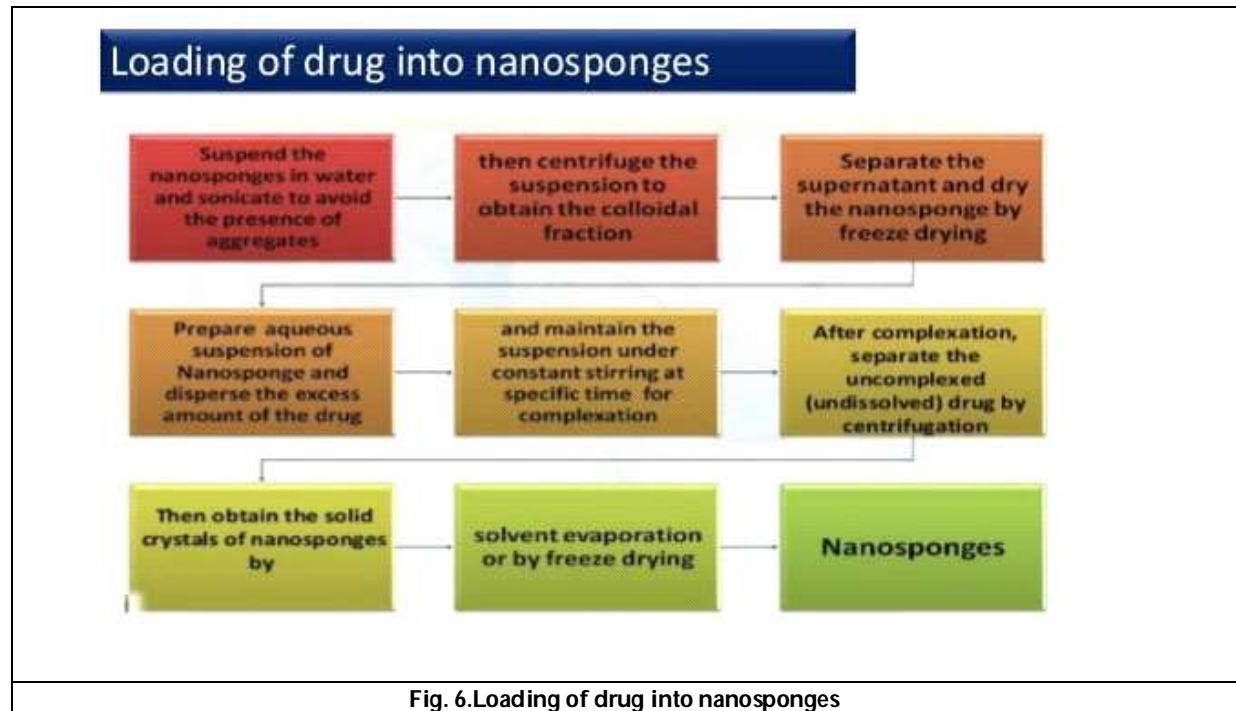 Loading of drug into nanosponges
Suspend the
nanosponges in water
and sonicate to avoid
the presence of
aggregates
then centrifuge the
suspension to
obtain the colloidal
fraction
Separate the
supernatant and dry
the nanosponge by
freeze drying
Prepare aqueous
suspension of
Nanosponge and
disperse the excess
amount of the drug
and maintain the
suspension under
constant stirring at
specific time for
complexation
After complexation,
separate the
uncomplexed
(undissolved) drug by
centrifugation
Then obtain the solid
crystals of nanosponges
by
solvent evaporation
or by freeze drying
Nanosponges
Fig. 6.Loading of drug into nanosponges